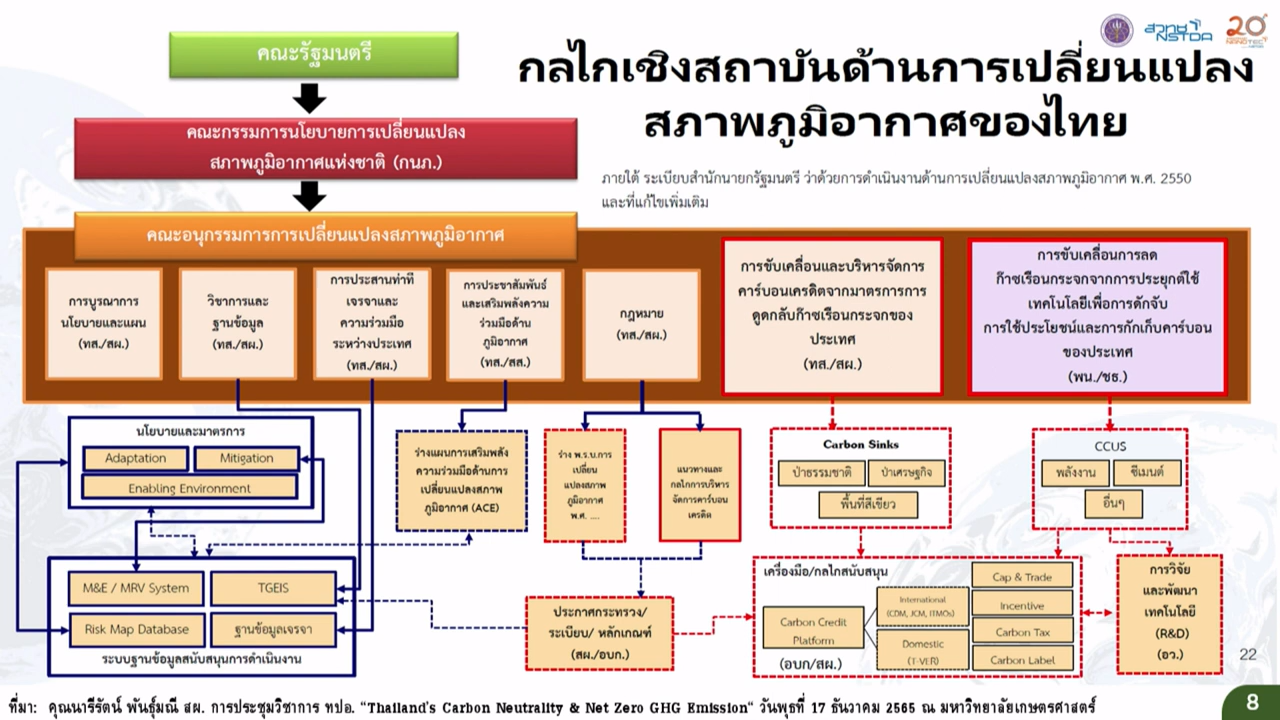 คณะรัฐมนตรี
สวทช
NSTDA
20
NANOTEC
กลไกเชิงสถาบันด้านการเปลี่ยนแปลง
สภาพภูมิอากาศของไทย
คณะกรรมการนโยบายการเปลี่ยนแปลง
สภาพภูมิอากาศแห่งชาติ (กนภ.)
ภายใต้ ระเบียบสำนักนายกรัฐมนตรี ว่าด้วยการดำเนินงานด้านการเปลี่ยนแปลงสภาพภูมิอากาศ พ.ศ. 2550
และที่แก้ไขเพิ่มเติม
คณะอนุกรรมการการเปลี่ยนแปลงสภาพภูมิอากาศ
การบูรณาการ
นโยบายและแผน
(ทส./สผ.)
วิชาการและ
ฐานข้อมูล
(ทส./สผ.)
การประสานท่าที
เจรจาและ
ความร่วมมือ
ระหว่างประเทศ
(ทส./สผ.)
การประชาสัมพันธ์
และเสริมพลังความ
ร่วมมือด้าน
ภูมิอากาศ
(ทส./สส.)
กฎหมาย
(ทส./สผ.)
การขับเคลื่อนและบริหารจัดการ
คาร์บอนเครดิตจากมาตรการการ
ดูดกลับก๊าซเรือนกระจกของ
ประเทศ
(ทส./สผ.)
การขับเคลื่อนการลด
ก๊าซเรือนกระจกจากการประยุกต์ใช้
เทคโนโลยีเพื่อการดักจับ
การใช้ประโยชน์และการกักเก็บคาร์บอน
ของประเทศ
(พน./ชธ.)
นโยบายและมาตรการ
Adaptation
Mitigation
Enabling Environment
ร่างแผนการเสริมพลัง
ความร่วมมือด้านการ
เปลี่ยนแปลงสภาพ
ภูมิอากาศ (ACE)
ร่าง พ.ร.บ.การ
เปลี่ยน
แปลงสภาพ
ภูมิอากาศ
พ.ศ. ....
แนวทางและ
กลไกการบริหาร
จัดการคาร์บอน
เครดิต
Carbon Sinks
ป่าธรรมชาติ
ป่าเศรษฐกิจ
พื้นที่สีเขียว
CCUS
พลังงาน
ซีเมนต์
อื่นๆ
M&E / MRV System
TGEIS
Risk Map Database
ฐานข้อมูลเจรจา
ระบบฐานข้อมูลสนับสนุนการดำเนินงาน
ประกาศกระทรวง/
ระเบียบ/ หลักเกณฑ์
(สผ./อบก.)
เครื่องมือ/กลไกสนับสนุน
Carbon Credit
Platform
(อบก/สผ.)
International
(CDM, JCM, ITMOs)
Domestic
(T-VER)
Cap & Trade
Incentive
Carbon Tax
Carbon Label
การวิจัย
และพัฒนา
เทคโนโลยี
(R&D)
(อว.)
22
ที่มา: คุณนารีรัตน์ พันธุ์มณี สผ. การประชุมวิชาการ ทปอ. "Thailand's Carbon Neutrality & Net Zero GHG Emission" วันพุธที่ 17 ธันวาคม 2565 ณ มหาวิทยาลัยเกษตรศาสตร์
8